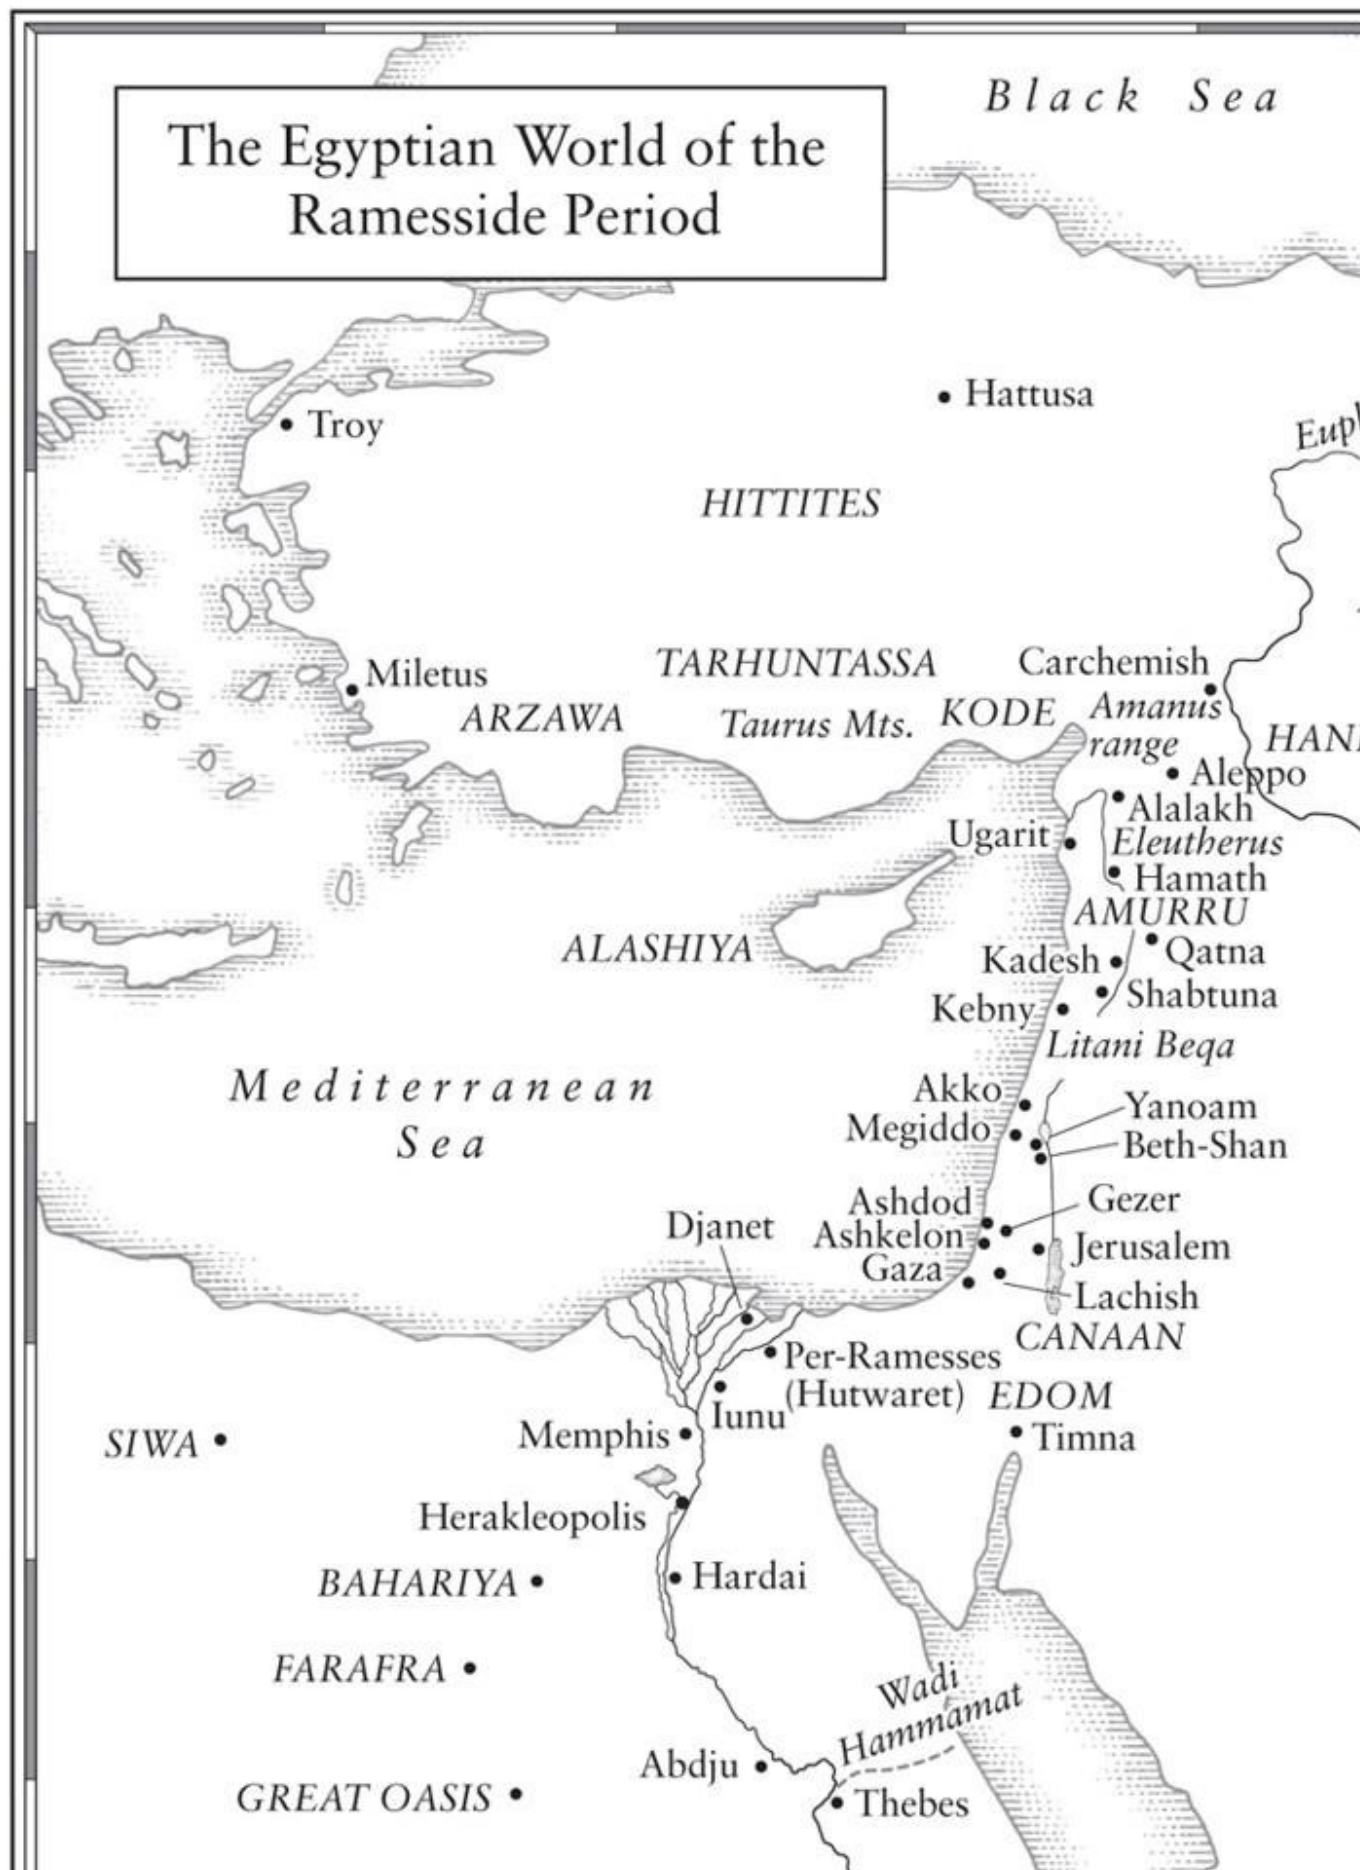 The Egyptian World of the
Ramesside Period
Black Sea
Hattusa
Troy
HITTITES
TARHUNTASSA
Carchemish
Miletus
ARZAWA
Taurus Mts.
KODE
Amanus
range
Aleppo
Alalakh
Ugarit
Eleutherus
Hamath
AMURRU
ALASHIYA
Qatna
Kadesh
Shabtuna
Kebny
Litani Beqa
Mediterranean
Sea
Akko
Yanoam
Megiddo
Beth-Shan
Ashdod
Gezer
Djanet
Ashkelon
Jerusalem
Gaza
Lachish
CANAAN
Per-Ramesses
(Hutwaret)
EDOM
Iunu
Memphis
Timna
SIWA
Herakleopolis
BAHARIYA
Hardai
FARAFRA
Wadi
Hammamat
Abdju
GREAT OASIS
Thebes